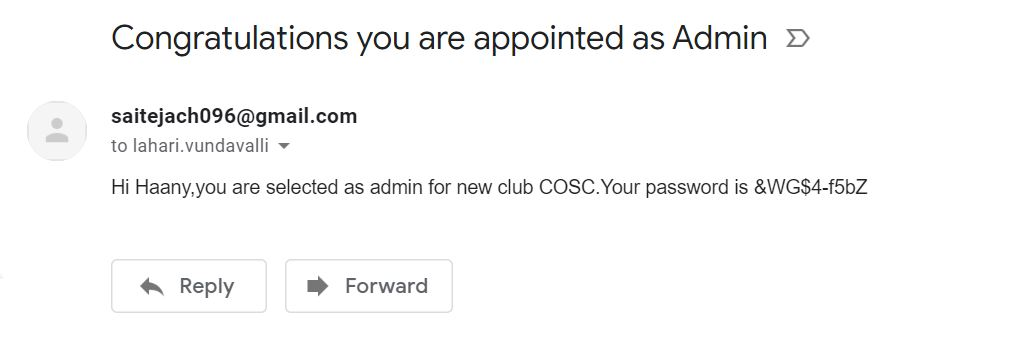 Congratulations you are appointed as Admin
saitejach096@gmail.com
to lahari.vundavalli
Hi Haany,you are selected as admin for new club COSC.Your password is &WG$4-f5bZ
Reply Forward